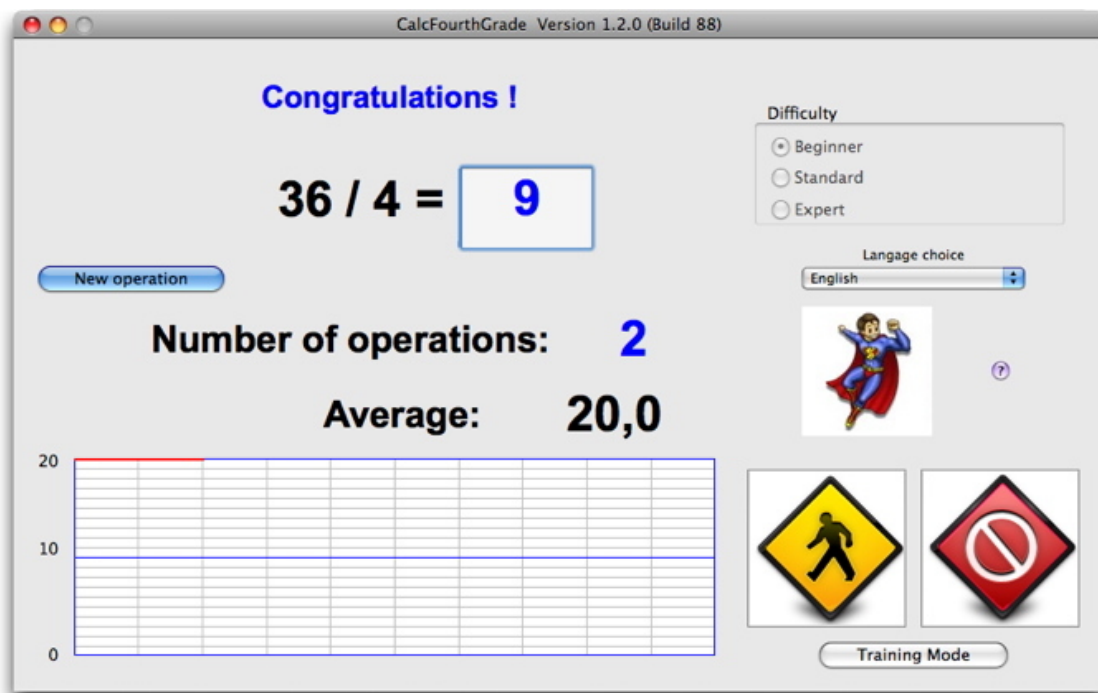 CalcFourthGrade Version 1.2.0 (Build 88)
Congratulations !
36 / 4 = 9
New operation
Number of operations: 2
Average: 20,0
20
10
0
Difficulty
Beginner
Standard
Expert
Langage choice
English
?
Training Mode